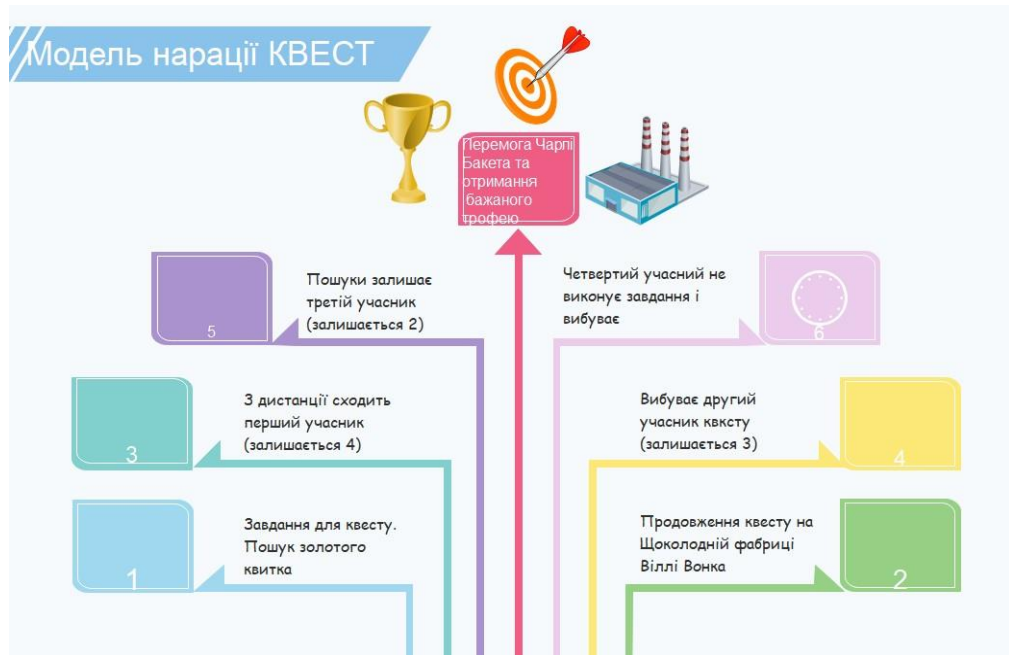 Модель нарації КВЕСТ
Перемога Чарлі
Бакета та
отримання
бажаного
трофею
5
Пошуки залишає
третій учасник
(залишається 2)
Четвертий учасний не
виконує завдання і
вибуває
6
3
З дистанції сходить
перший учасник
(залишається 4)
Вибуває другий
учасник квксту
(залишається 3)
4
1
Завдання для квесту.
Пошук золотого
квитка
Продовження квесту на
Щоколодній фабриці
Віллі Вонка
2